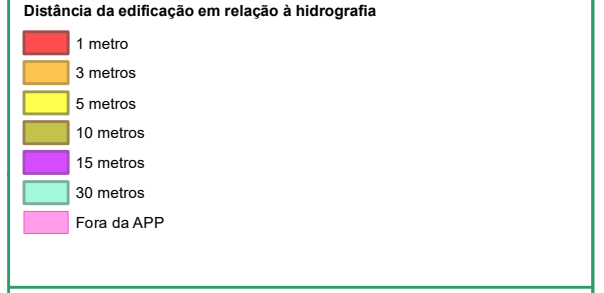 Distância da edificação em relação à hidrografia
1 metro
3 metros
5 metros
10 metros
15 metros
30 metros
Fora da APP